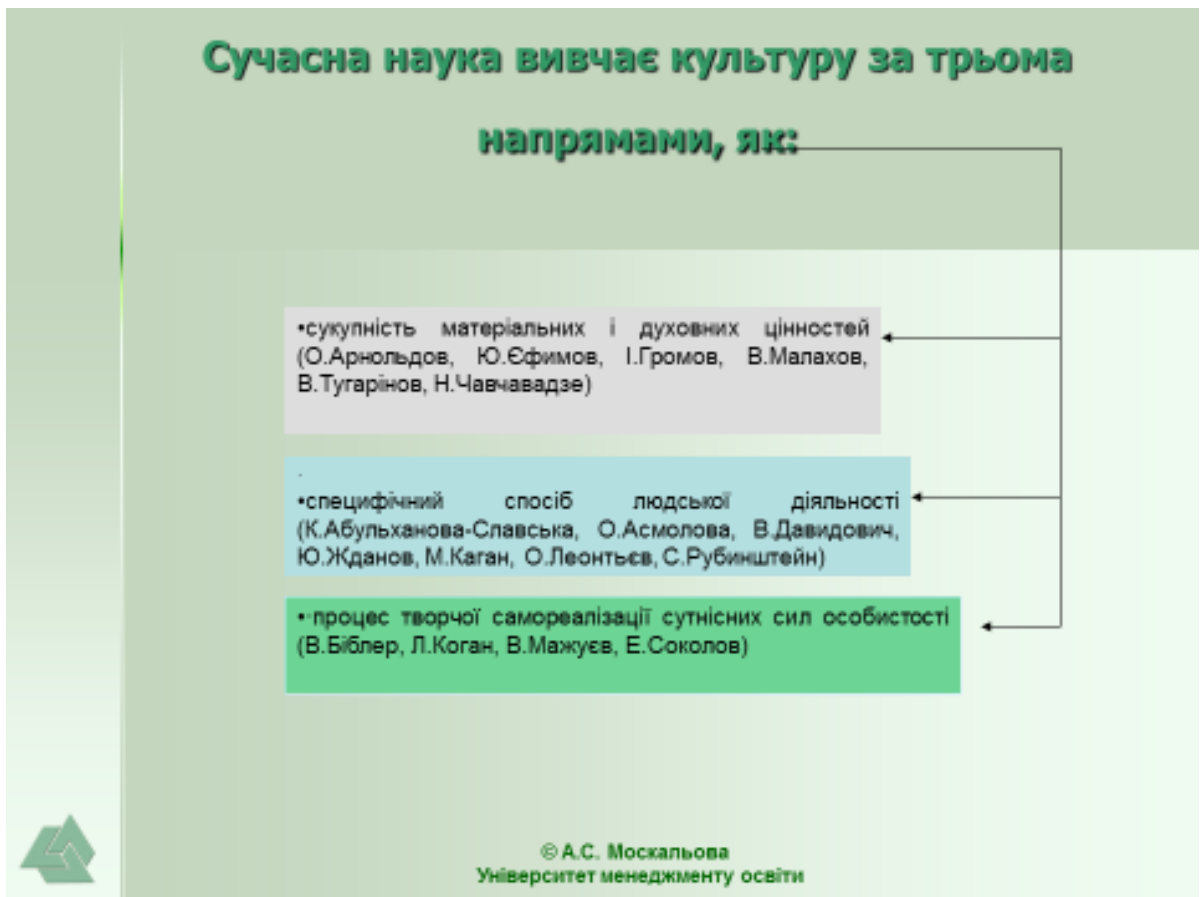 Сучасна наука вивчає культуру за трьома
напрямами, як:
•сукупність матеріальних і духовних цінностей
(О.Арнольдов, Ю.Єфимов, І.Громов, В.Малахов,
В.Тугарінов, Н.Чавчавадзе)
•специфічний спосіб людської діяльності
(К.Абульханова-Славська, О.Асмолова, В.Давидович,
Ю.Жданов, М.Каган, О.Леонтьєв, С.Рубинштейн)
•·процес творчої самореалізації сутнісних сил особистості
(В.Біблер, Л.Коган, В.Мажуєв, Е.Соколов)
© А.С. Москальова
Університет менеджменту освіти